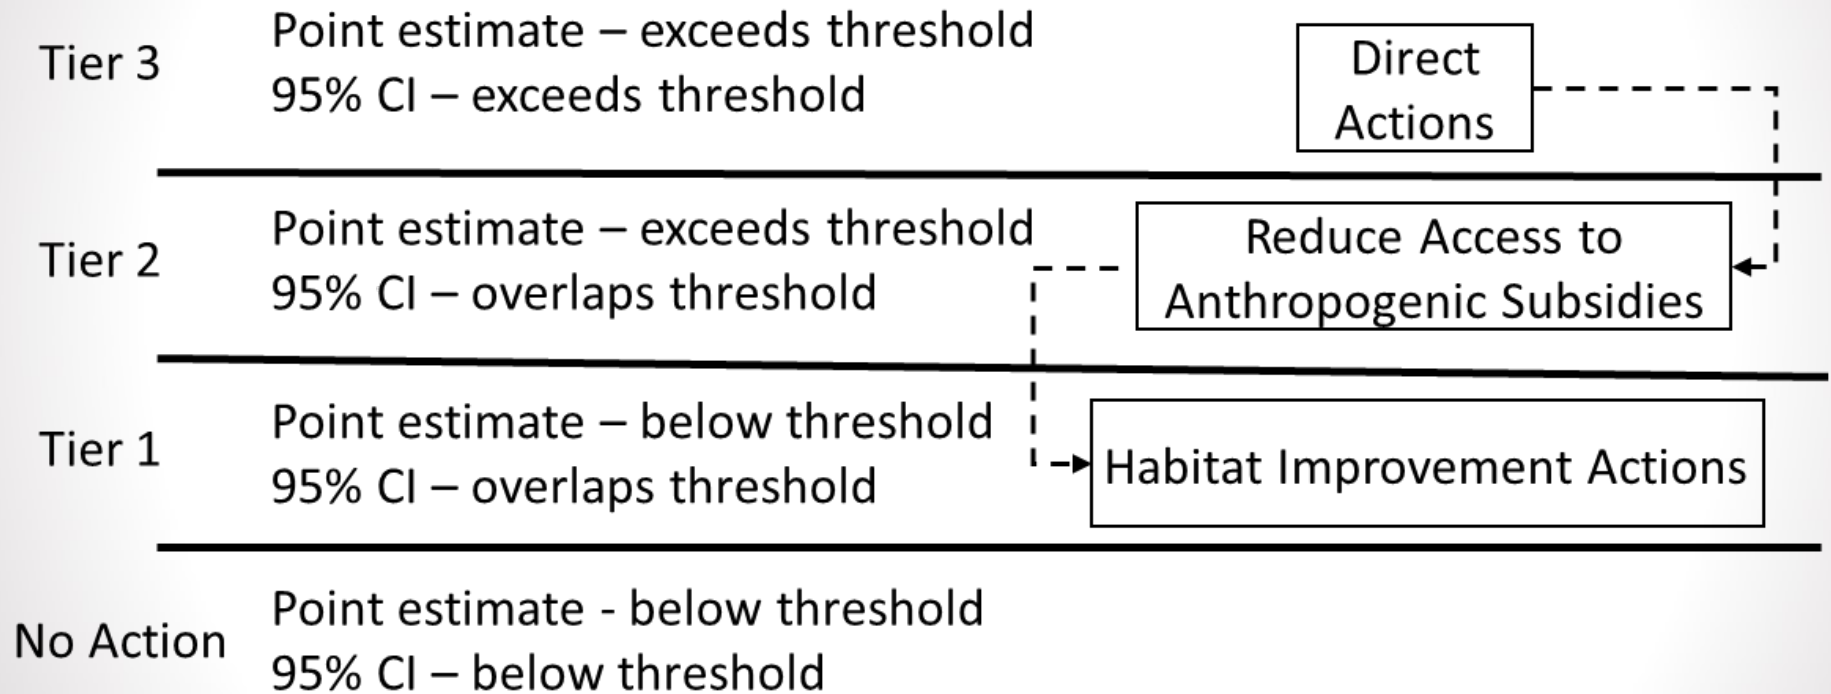 Tier 3
Point estimate – exceeds threshold
95% CI – exceeds threshold
Direct
Actions
Tier 2
Point estimate – exceeds threshold
95% CI – overlaps threshold
Reduce Access to
Anthropogenic Subsidies
Tier 1
Point estimate – below threshold
95% CI – overlaps threshold
Habitat Improvement Actions
No Action
Point estimate - below threshold
95% CI – below threshold